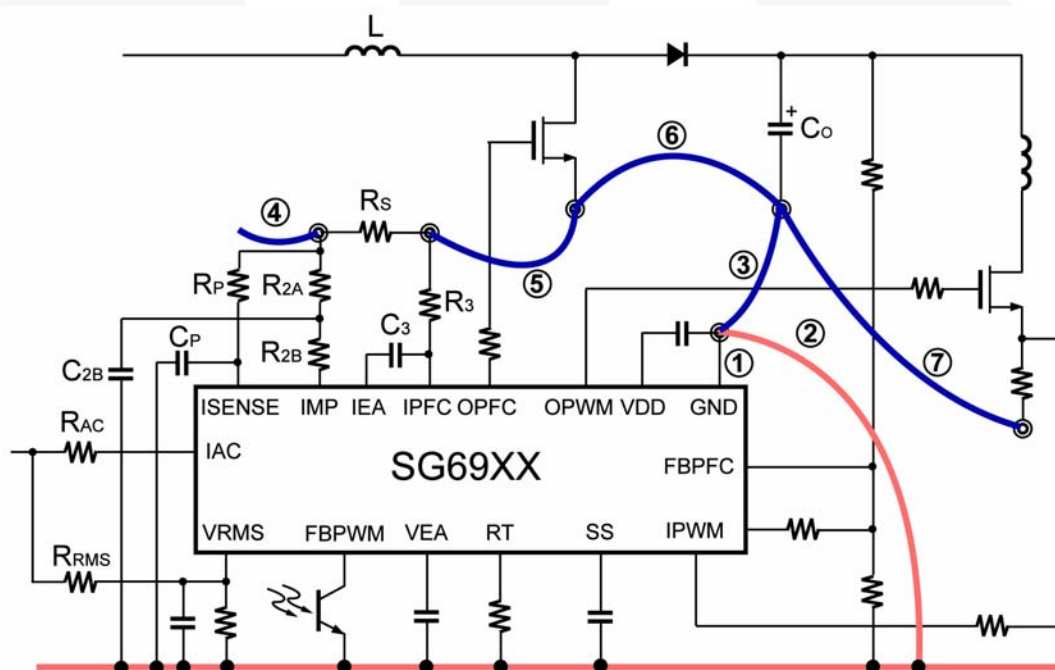 L
+
Co
⑥
④
RS
③
⑤
RP
R2A
R3
C3
CP
R2B
C2B
①
②
⑦
ISENSE IMP IEA IPFC OPFC OPWM VDD GND
RAC
IAC
SG69XX
FBPFC
VRMS FBPWM VEA RT SS IPWM
RRMS